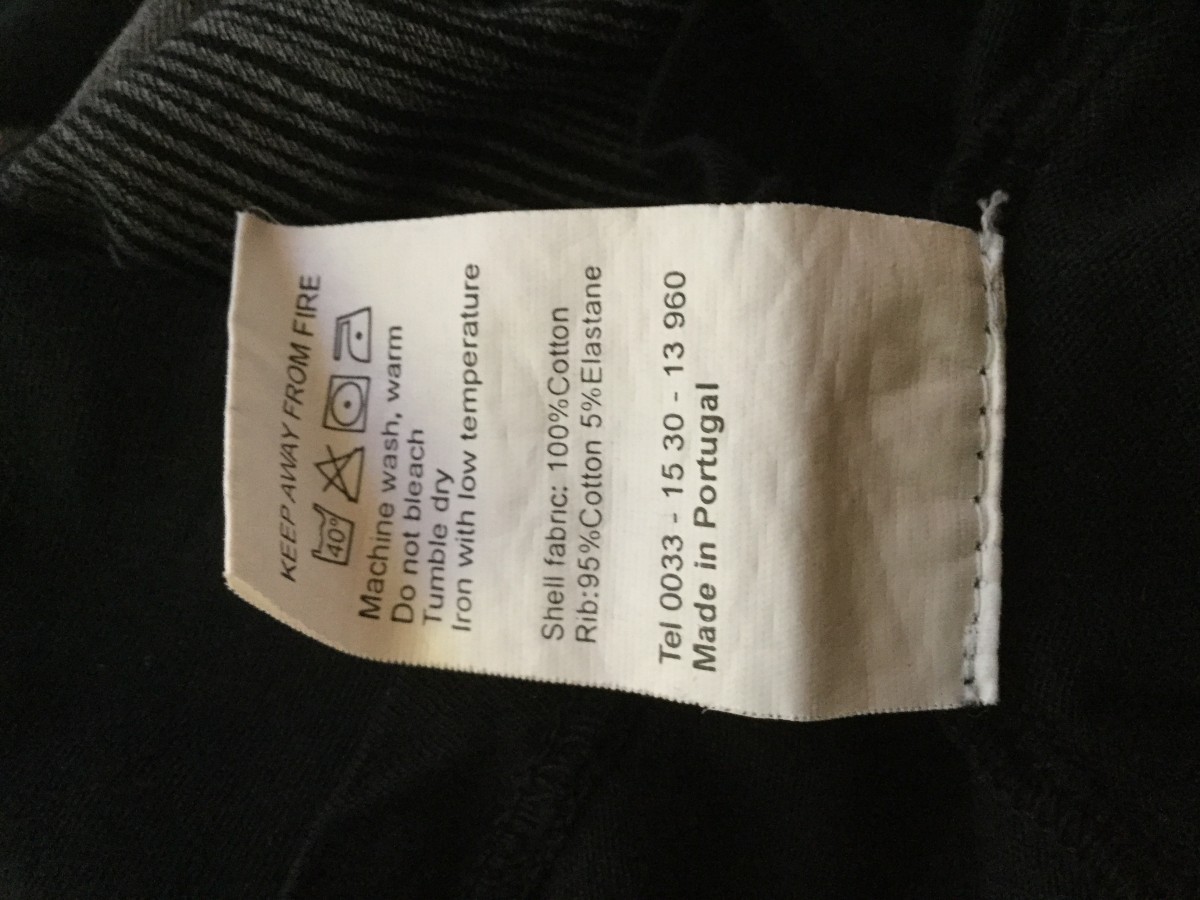 KEEP AWAY FROM FIRE
40°
Machine wash, warm
Do not bleach
Tumble dry
Iron with low temperature
Shell fabric: 100%Cotton
Rib:95%Cotton 5%Elastane
Tel 0033 - 15 30 - 13 960
Made in Portugal